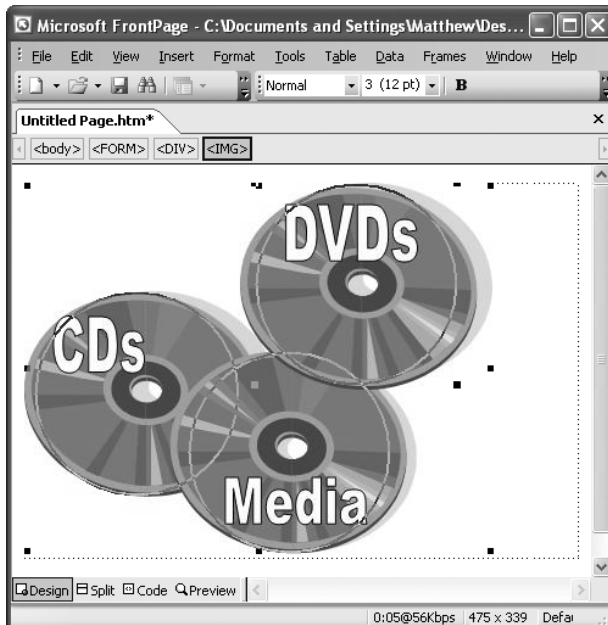 Microsoft FrontPage - C:\Documents and Settings\Matthew\Des...
File Edit View Insert Format Tools Table Data Frames Window Help
Normal 3 (12 pt) B
Untitled Page.htm*
<body> <FORM> <DIV> <IMG>
DVDs
CDs
Media
Design Split Code Preview
0:05@56Kbps 475 x 339 Defau